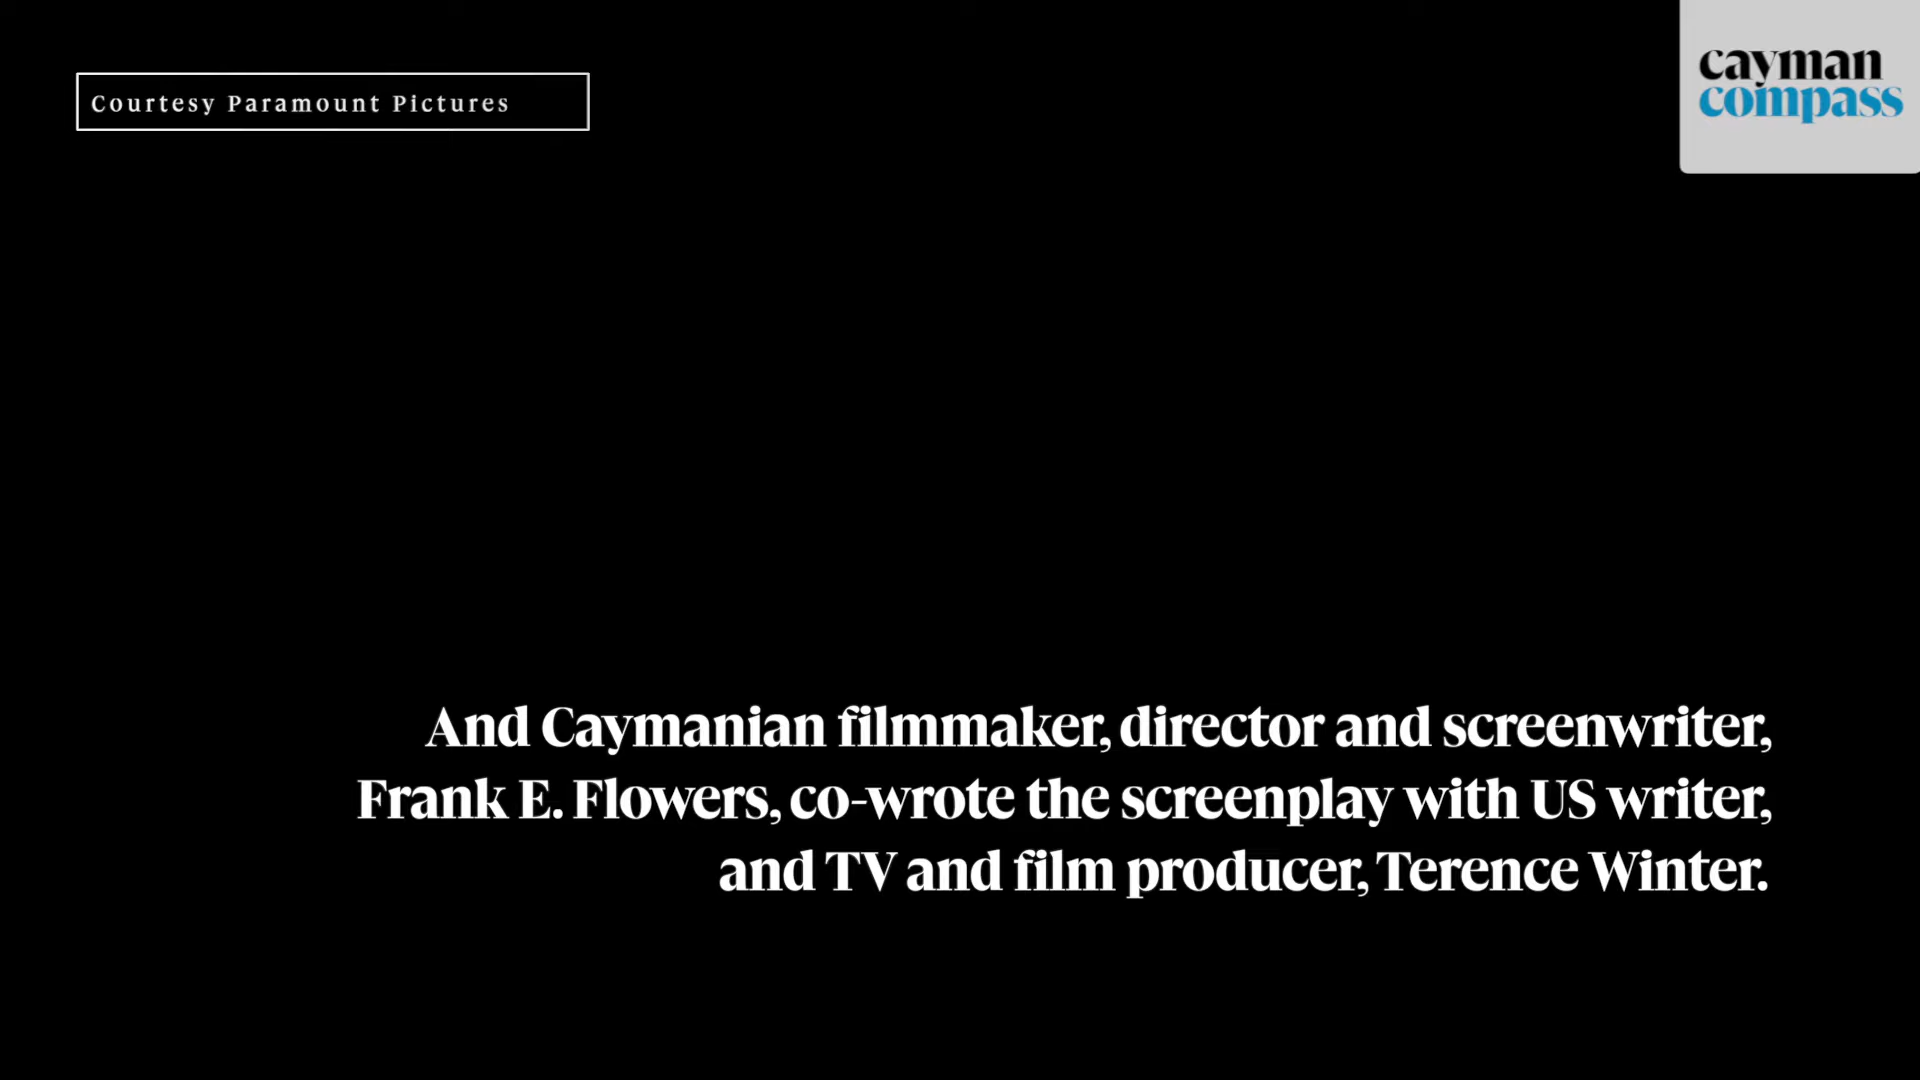 Courtesy Paramount Pictures
cayman
compass
And Caymanian filmmaker, director and screenwriter,
Frank E. Flowers, co-wrote the screenplay with US writer,
and TV and film producer, Terence Winter.